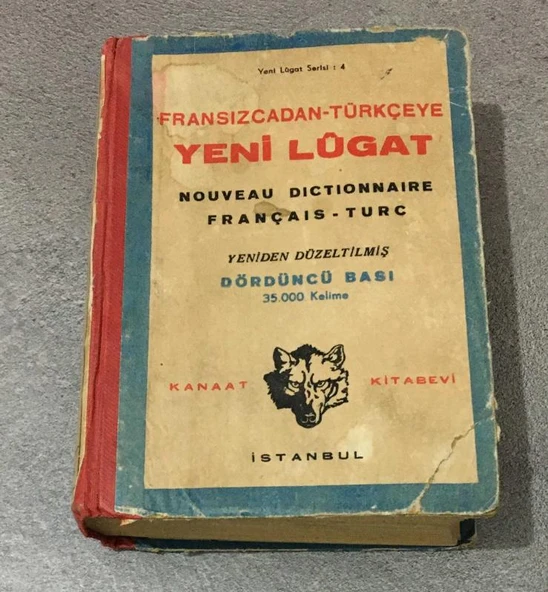 Yeni Lûgat Serisi : 4
FRANSIZCADAN-TÜRKÇEYE
YENİ LÛGAT
NOUVEAU DICTIONNAIRE
FRANÇAIS - TURC
YENİDEN DÜZELTİLMİŞ
DÖRDÜNCÜ BASI
35.000 Kelime
KANAAT KİTABEVİ
İSTANBUL